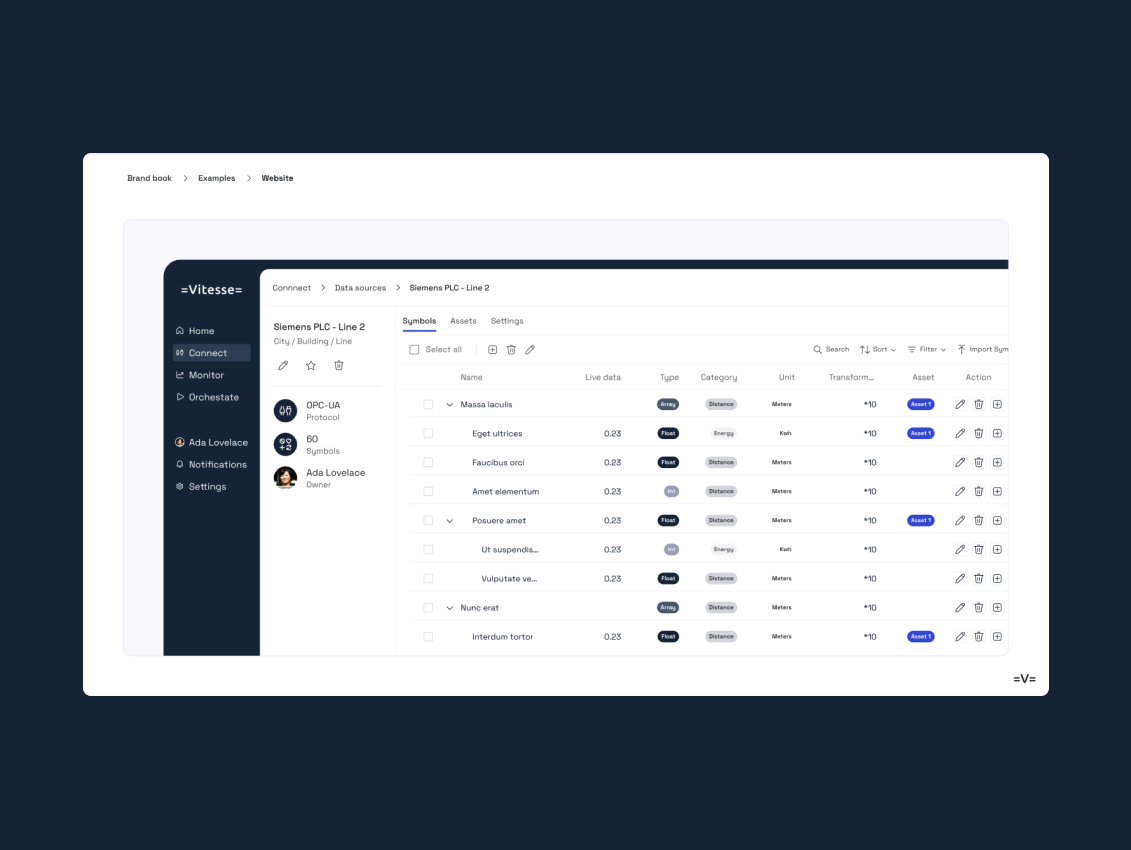 Brand book > Examples > Website
=Vitesse=
Home
Connect
Monitor
Orchestate
Ada Lovelace
Notifications
Settings
Connnect > Data sources > Siemens PLC - Line 2
Siemens PLC - Line 2
City / Building / Line
OPC-UA
Protocol
60
Symbols
Ada Lovelace
Owner
Symbols Assets Settings
Select all Search Sort Filter Import Sym
Name Live data Type Category Unit Transform... Asset Action
Massa iaculis Array Distance Meters *10 Asset 1
Eget ultrices 0.23 Float Energy Kwh *10 Asset 1
Faucibus orci 0.23 Float Distance Meters *10
Amet elementum 0.23 Int Distance Meters *10
Posuere amet 0.23 Float Distance Meters *10 Asset 1
Ut suspendis... 0.23 Int Energy Kwh *10
Vulputate ve... 0.23 Float Distance Meters *10
Nunc erat Array Distance Meters *10
Interdum tortor 0.23 Float Distance Meters *10 Asset 1
=V=